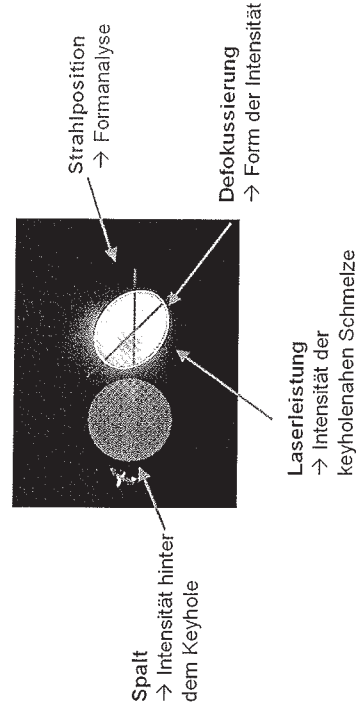 Strahlposition
→ Formanalyse
Defokussierung
→ Form der Intensität
Spalt
→ Intensität hinter
dem Keyhole
Laserleistung
→ Intensität der
keyholenahen Schmelze